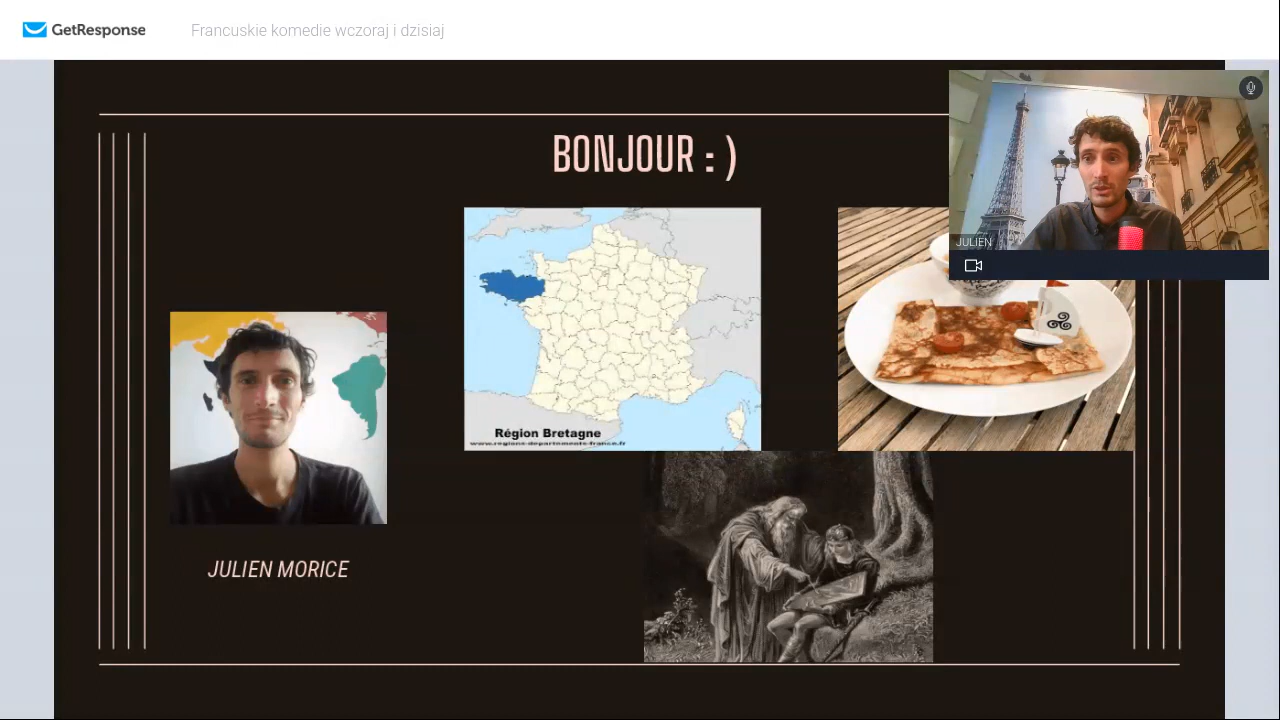 GetResponse
Francuskie komedie wczoraj i dzisiaj
BONJOUR : )
JULIEN
Région Bretagne
www.regions-departements-france.fr
JULIEN MORICE